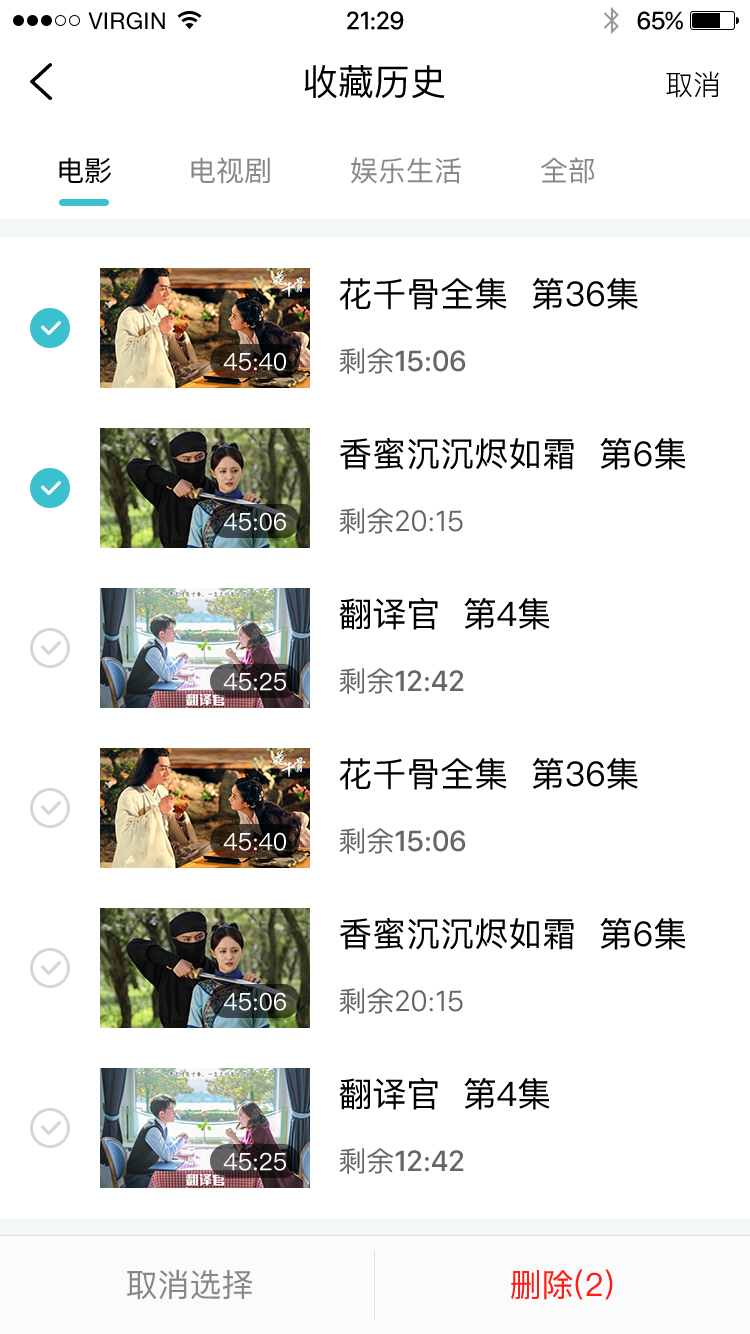 VIRGIN 21:29 65%
收藏历史 取消
电影 电视剧 娱乐生活 全部
花千骨
45:40
花千骨全集 第36集
剩余15:06
45:06
香蜜沉沉烬如霜 第6集
剩余20:15
翻译官
45:25
翻译官 第4集
剩余12:42
花千骨
45:40
花千骨全集 第36集
剩余15:06
45:06
香蜜沉沉烬如霜 第6集
剩余20:15
翻译官
45:25
翻译官 第4集
剩余12:42
取消选择 删除(2)